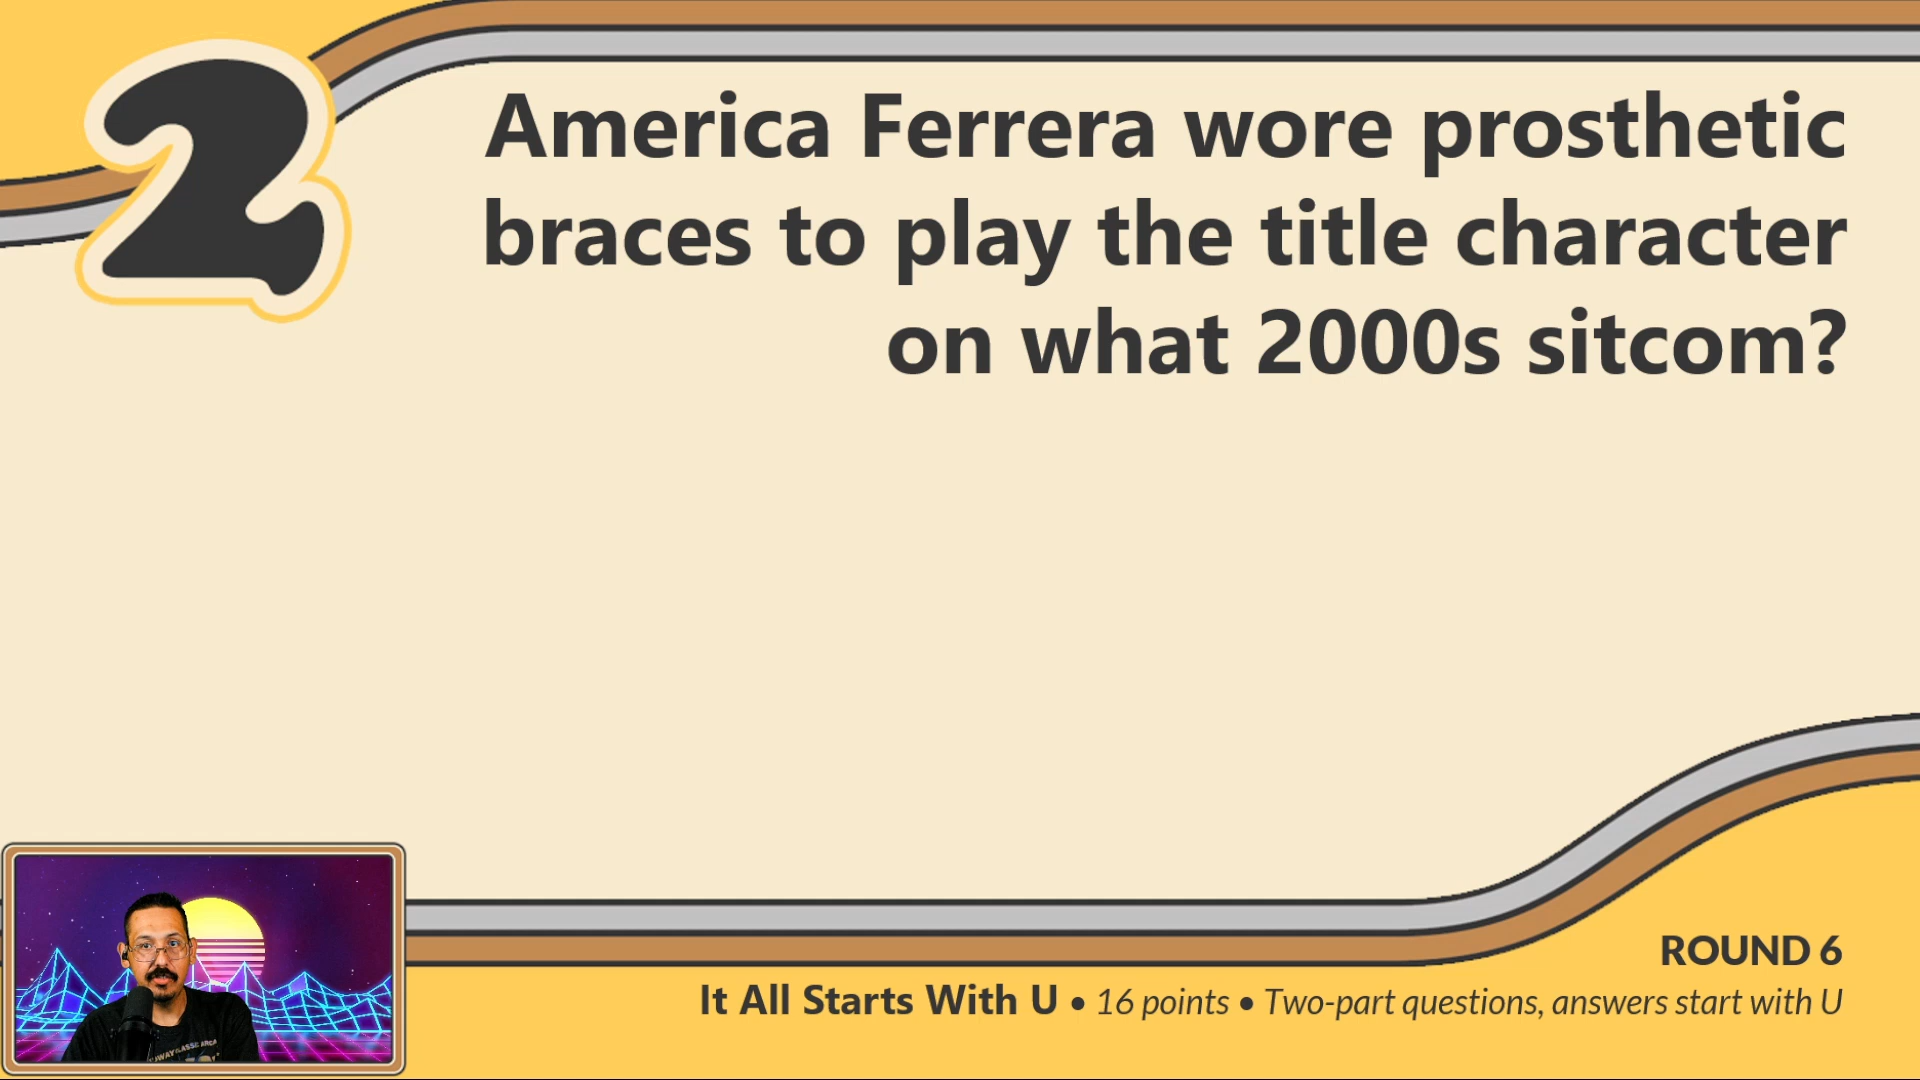 2
America Ferrera wore prosthetic
braces to play the title character
on what 2000s sitcom?
ROUND 6
It All Starts With U • 16 points • Two-part questions, answers start with U